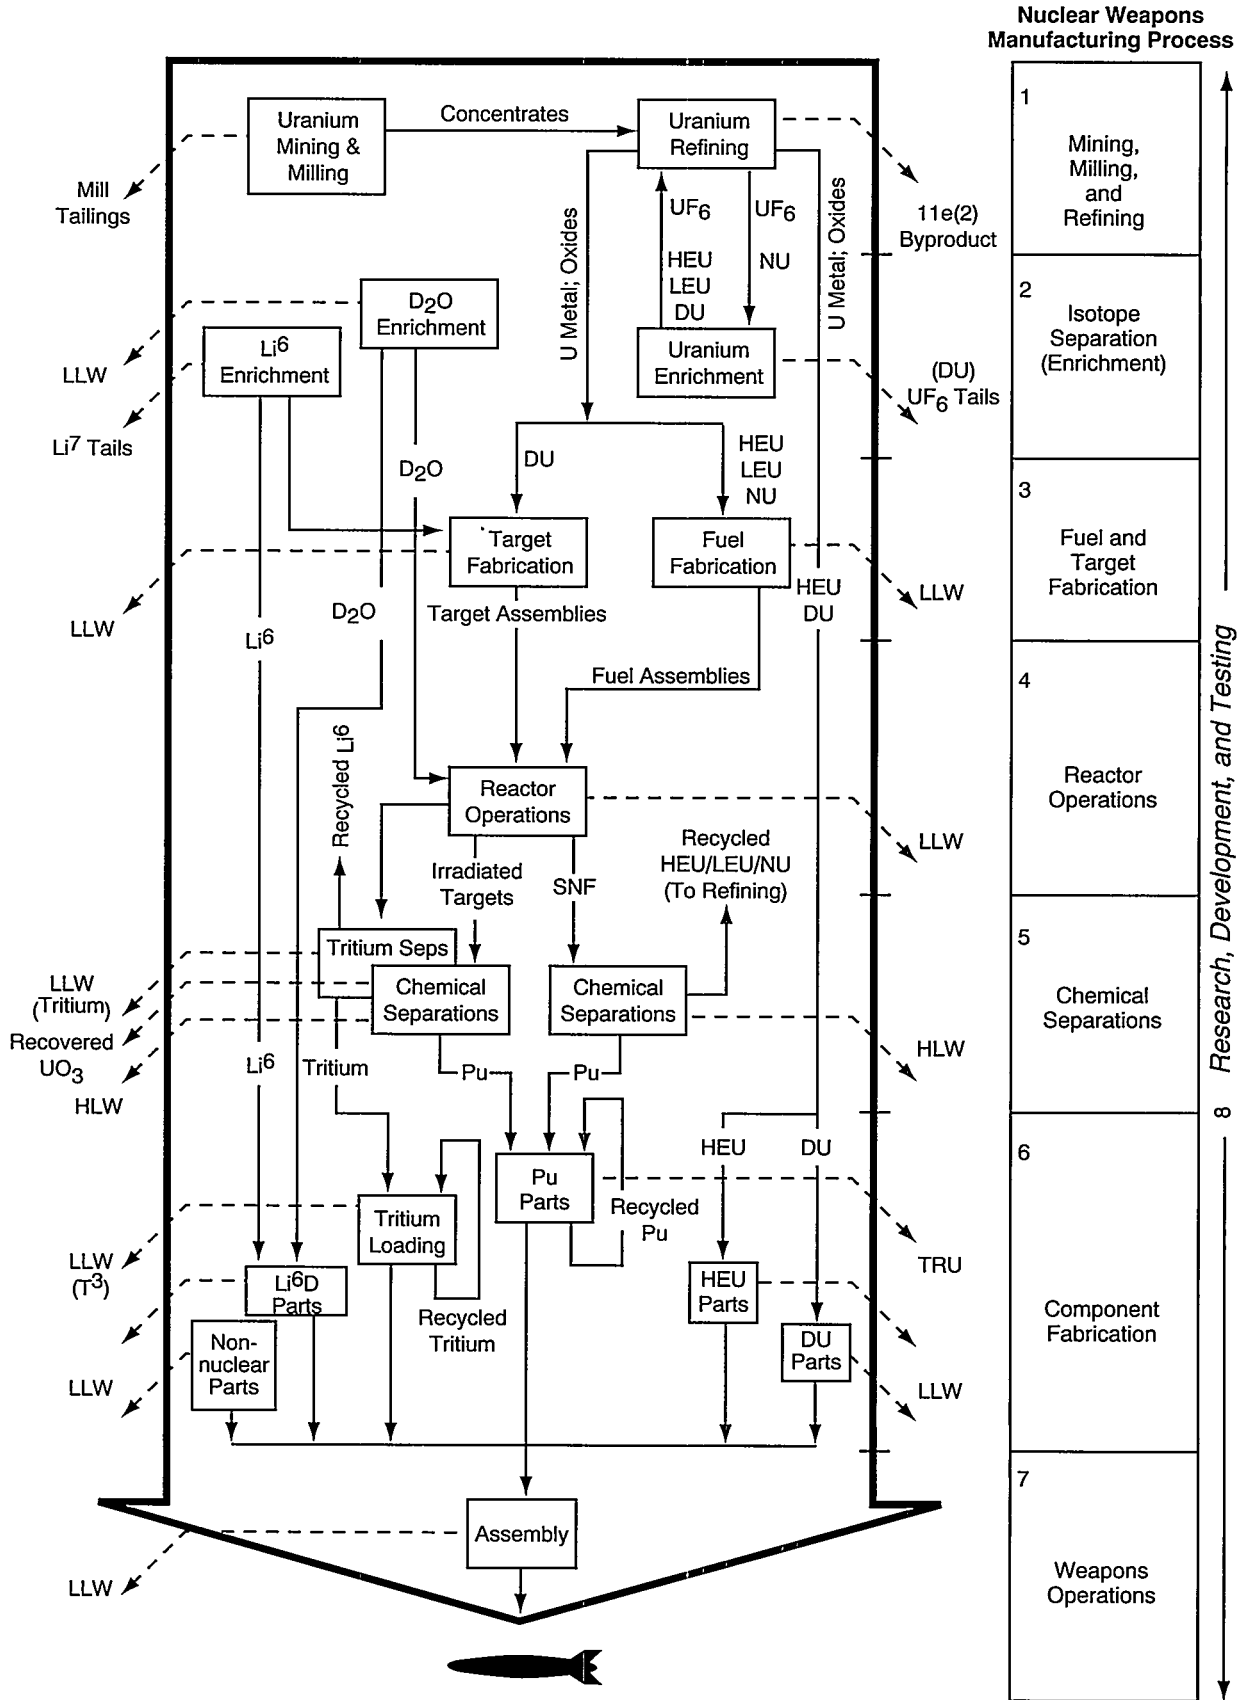 Nuclear Weapons
Manufacturing Process
Uranium
Mining &
Milling
Concentrates
Uranium
Refining
Mill
Tailings
11e(2)
Byproduct
U Metal; Oxides
UF6
HEU
LEU
DU
UF6
NU
U Metal; Oxides
D2O
Enrichment
Li6
Enrichment
Uranium
Enrichment
LLW
Li7 Tails
(DU)
UF6 Tails
D2O
DU
HEU
LEU
NU
Target
Fabrication
Fuel
Fabrication
LLW
D2O
Li6
Target Assemblies
HEU
DU
LLW
Fuel Assemblies
Recycled Li6
Reactor
Operations
LLW
Irradiated
Targets
SNF
Recycled
HEU/LEU/NU
(To Refining)
Tritium Seps
Chemical
Separations
Chemical
Separations
LLW
(Tritium)
Recovered
UO3
HLW
Li6
Tritium
Pu
Pu
HLW
HEU
DU
Pu
Parts
Recycled
Pu
Tritium
Loading
Recycled
Tritium
LLW
(T3)
TRU
Li6D
Parts
HEU
Parts
Non-
nuclear
Parts
DU
Parts
LLW
LLW
Assembly
LLW
1
Mining,
Milling,
and
Refining
2
Isotope
Separation
(Enrichment)
3
Fuel and
Target
Fabrication
4
Reactor
Operations
5
Chemical
Separations
6
Component
Fabrication
7
Weapons
Operations
8 Research, Development, and Testing